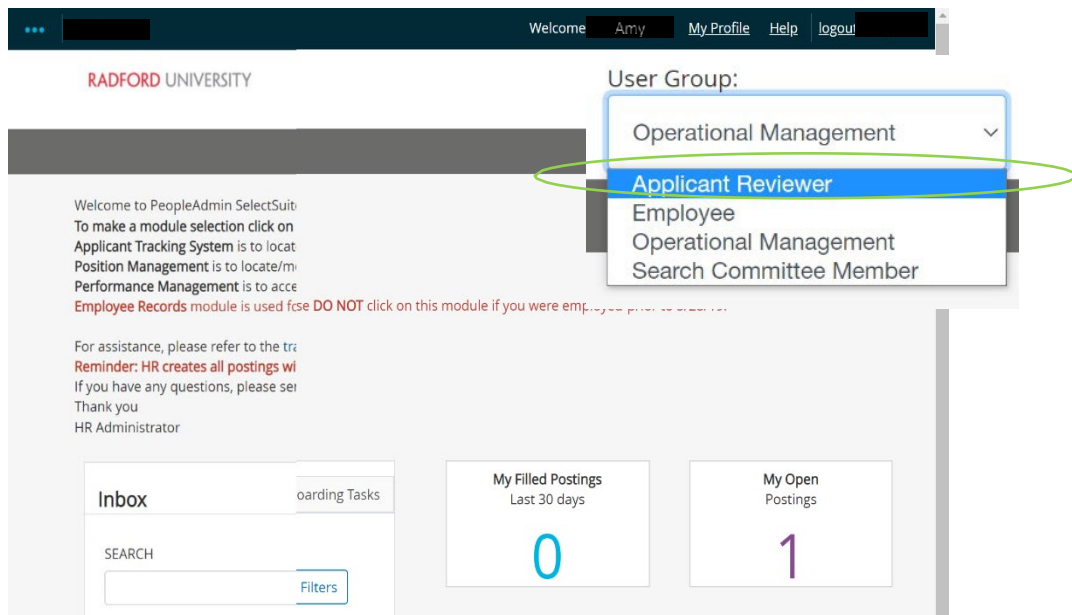 Welcome Amy My Profile Help logout
RADFORD UNIVERSITY
User Group:
Operational Management
Applicant Reviewer
Employee
Operational Management
Search Committee Member
Welcome to PeopleAdmin SelectSuit
To make a module selection click on
Applicant Tracking System is to locat
Position Management is to locate/m
Performance Management is to acce
Employee Records module is used fo se DO NOT click on this module if you were employed prior to
For assistance, please refer to the tra
Reminder: HR creates all postings wi
If you have any questions, please ser
Thank you
HR Administrator
Inbox
oarding Tasks
SEARCH
Filters
My Filled Postings
Last 30 days
0
My Open
Postings
1